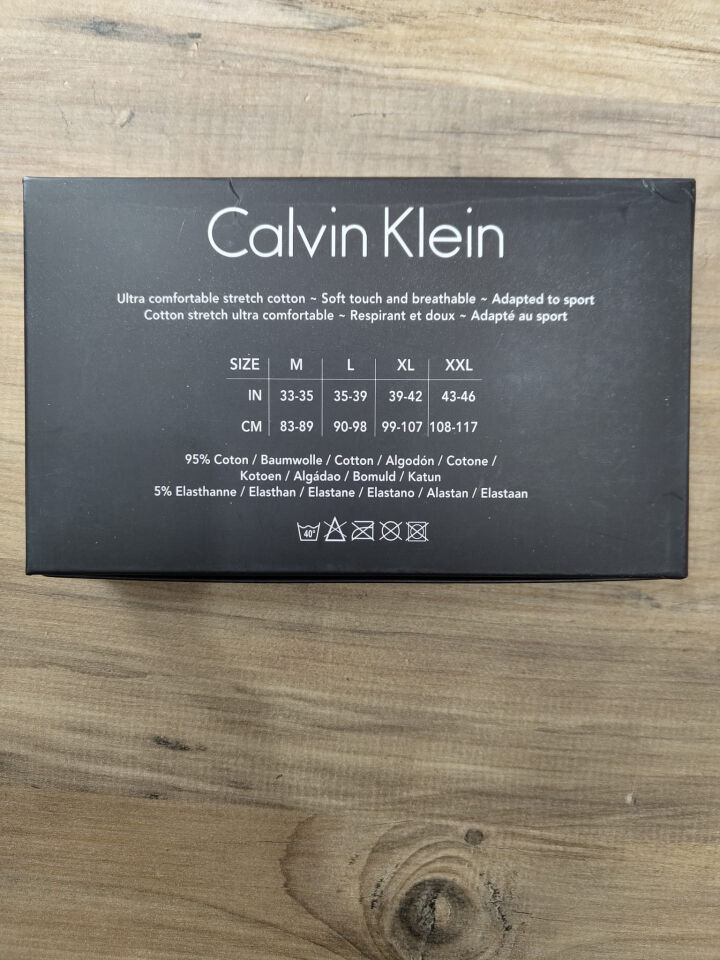 Calvin Klein
Ultra comfortable stretch cotton ~ Soft touch and breathable ~ Adapted to sport
Cotton stretch ultra comfortable ~ Respirant et doux ~ Adapté au sport
SIZE M L XL XXL
IN 33-35 35-39 39-42 43-46
CM 83-89 90-98 99-107 108-117
95% Coton / Baumwolle / Cotton / Algodón / Cotone /
Kotoen / Algádao / Bomuld / Katun
5% Elasthanne / Elasthan / Elastane / Elastano / Alastan / Elastaan
40°